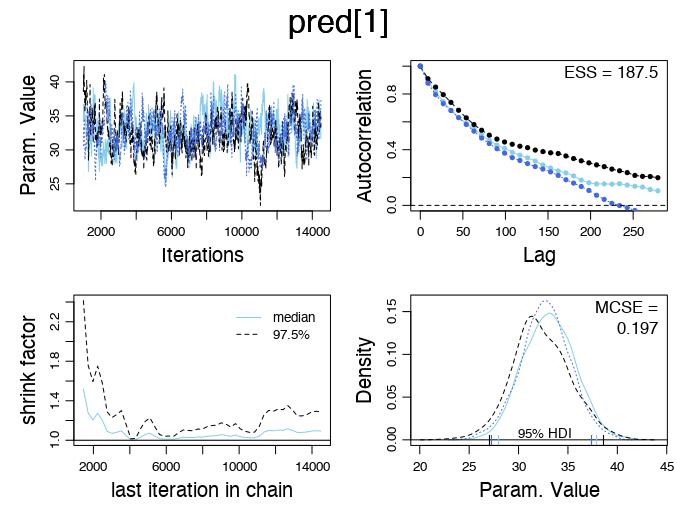 pred[1]
Param. Value
25 30 35 40
2000 6000 10000 14000
Iterations
Autocorrelation
0.0 0.4 0.8
ESS = 187.5
0 50 100 150 200 250
Lag
shrink factor
1.0 1.4 1.8 2.2
median
97.5%
2000 6000 10000 14000
last iteration in chain
Density
0.00 0.05 0.10 0.15
MCSE =
0.197
95% HDI
20 25 30 35 40 45
Param. Value